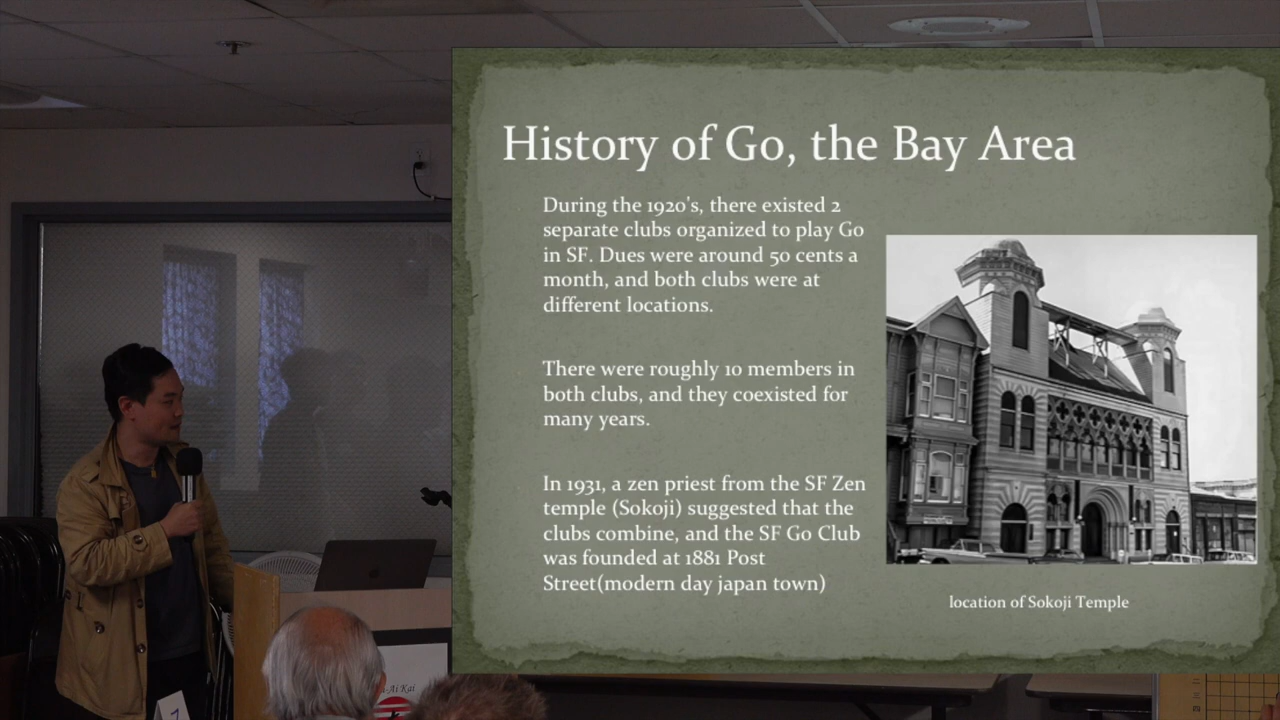 History of Go, the Bay Area
During the 1920's, there existed 2
separate clubs organized to play Go
in SF. Dues were around 50 cents a
month, and both clubs were at
different locations.
There were roughly 10 members in
both clubs, and they coexisted for
many years.
In 1931, a zen priest from the SF Zen
temple (Sokoji) suggested that the
clubs combine, and the SF Go Club
was founded at 1881 Post
Street(modern day japan town)
location of Sokoji Temple
-Ai Kai